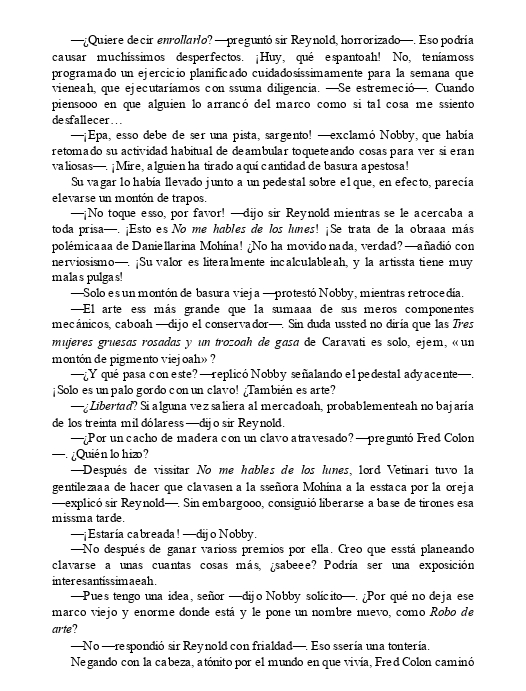 —¿Quiere decir enrollarlo? —preguntó sir Reynold, horrorizado—. Eso podría
causar muchíssimos desperfectos. ¡Huy, qué espantoah! No, teníamoss
programado un ejercicio planificado cuidadosíssimamente para la semana que
vieneah, que ejecutaríamos con ssuma diligencia. —Se estremeció—. Cuando
piensooo en que alguien lo arrancó del marco como si tal cosa me ssiento
desfallecer…
—¡Epa, esso debe de ser una pista, sargento! —exclamó Nobby, que había
retomado su actividad habitual de deambular toqueteando cosas para ver si eran
valiosas—. ¡Mire, alguien ha tirado aquí cantidad de basura apestosa!
Su vagar lo había llevado junto a un pedestal sobre el que, en efecto, parecía
elevarse un montón de trapos.
—¡No toque esso, por favor! —dijo sir Reynold mientras se le acercaba a
toda prisa—. ¡Esto es No me hables de los lunes! ¡Se trata de la obraaa más
polémicaaa de Daniellarina Mohína! ¿No ha movido nada, verdad? —añadió con
nerviosismo—. ¡Su valor es literalmente incalculableah, y la artissta tiene muy
malas pulgas!
—Solo es un montón de basura vieja —protestó Nobby, mientras retrocedía.
—El arte ess más grande que la sumaaa de sus meros componentes
mecánicos, caboah —dijo el conservador—. Sin duda ussted no diría que las Tres
mujeres gruesas rosadas y un trozoah de gasa de Caravati es solo, ejem, «un
montón de pigmento viejoah»?
—¿Y qué pasa con este? —replicó Nobby señalando el pedestal adyacente—.
¡Solo es un palo gordo con un clavo! ¿También es arte?
—¿Libertad? Si alguna vez saliera al mercadoah, probablementeah no bajaría
de los treinta mil dólaress —dijo sir Reynold.
—¿Por un cacho de madera con un clavo atravesado? —preguntó Fred Colon
—. ¿Quién lo hizo?
—Después de vissitar No me hables de los lunes, lord Vetinari tuvo la
gentilezaaa de hacer que clavasen a la sseñora Mohína a la esstaca por la oreja
—explicó sir Reynold—. Sin embargooo, consiguió liberarse a base de tirones esa
missma tarde.
—¡Estaría cabreada! —dijo Nobby.
—No después de ganar varioss premios por ella. Creo que esstá planeando
clavarse a unas cuantas cosas más, ¿sabeee? Podría ser una exposición
interesantíssimaeah.
—Pues tengo una idea, señor —dijo Nobby solícito—. ¿Por qué no deja ese
marco viejo y enorme donde está y le pone un nombre nuevo, como Robo de
arte?
—No —respondió sir Reynold con frialdad—. Eso ssería una tontería.
Negando con la cabeza, atónito por el mundo en que vivía, Fred Colon caminó